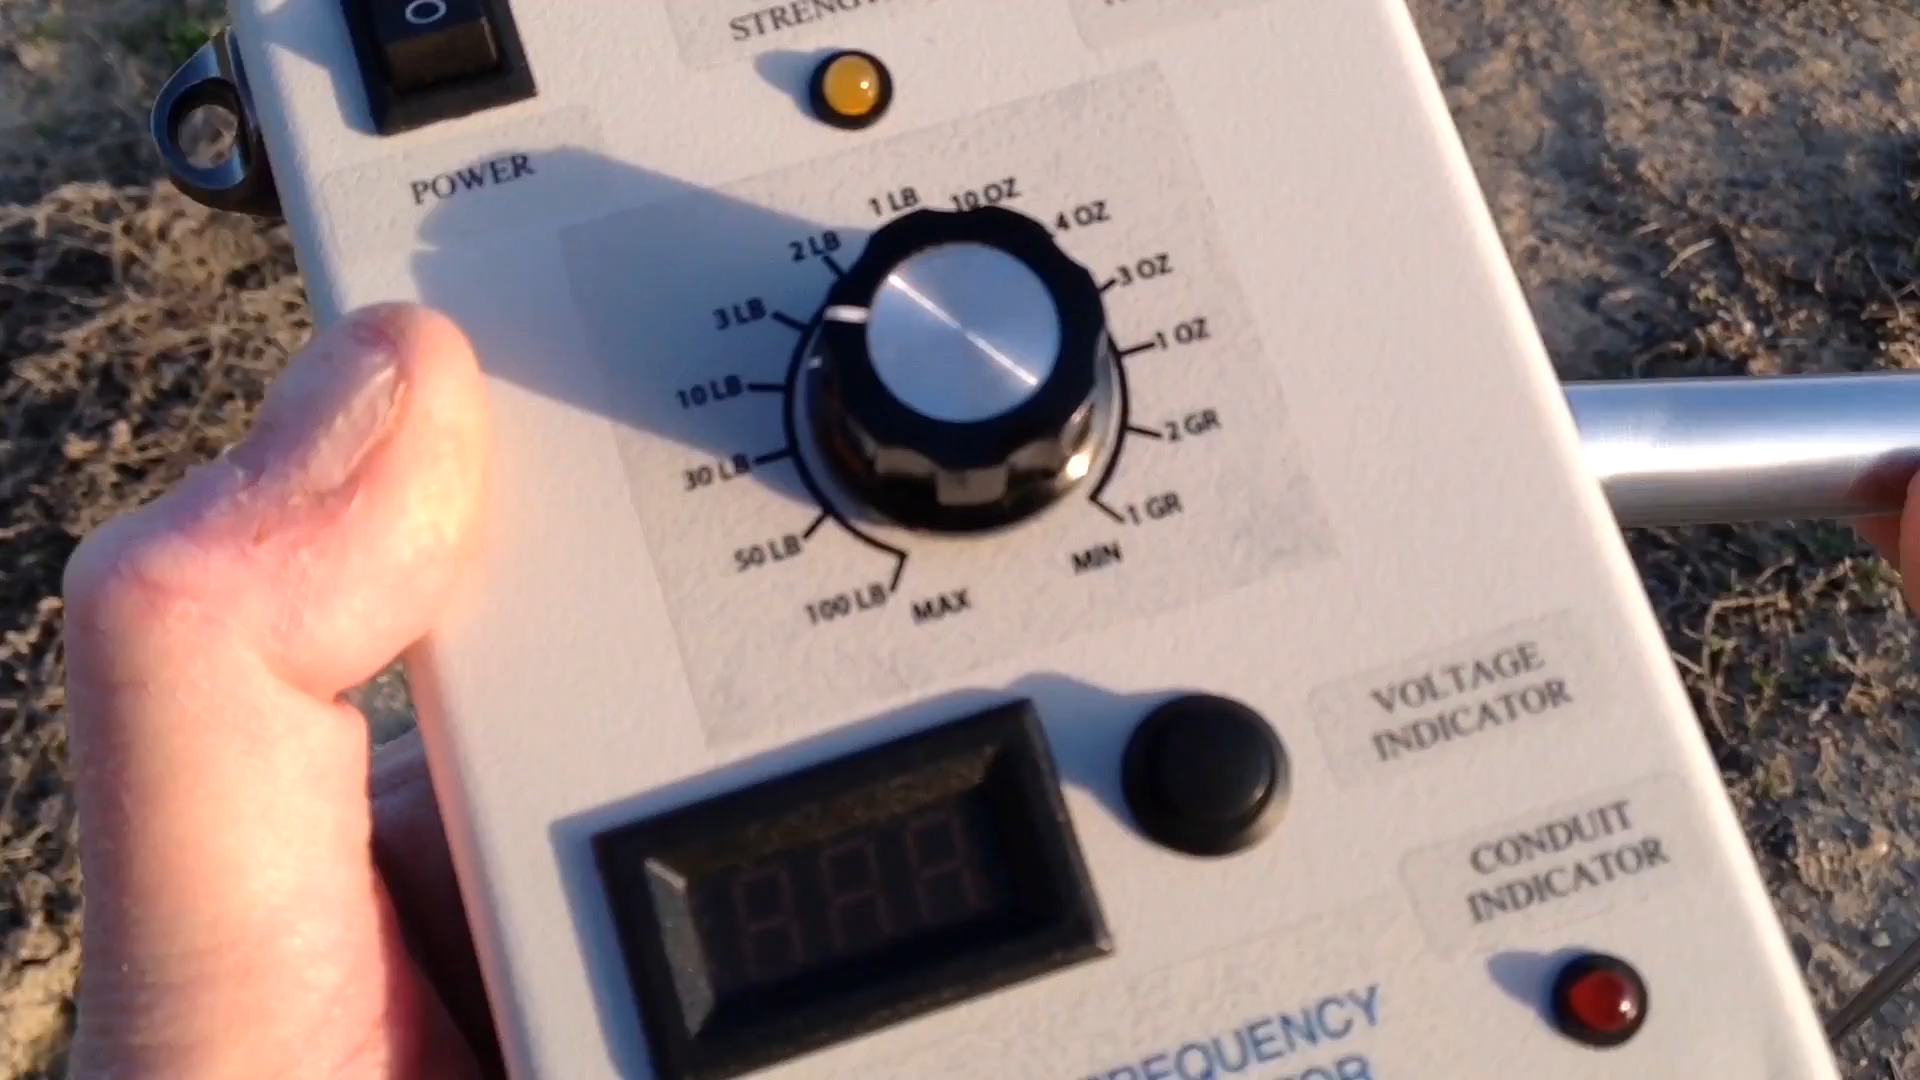 POWER
1 LB
10 OZ
2 LB
4 OZ
3 LB
3 OZ
10 LB
1 OZ
30 LB
2 GR
50 LB
1 GR
100 LB
MAX
MIN
VOLTAGE
INDICATOR
CONDUIT
INDICATOR